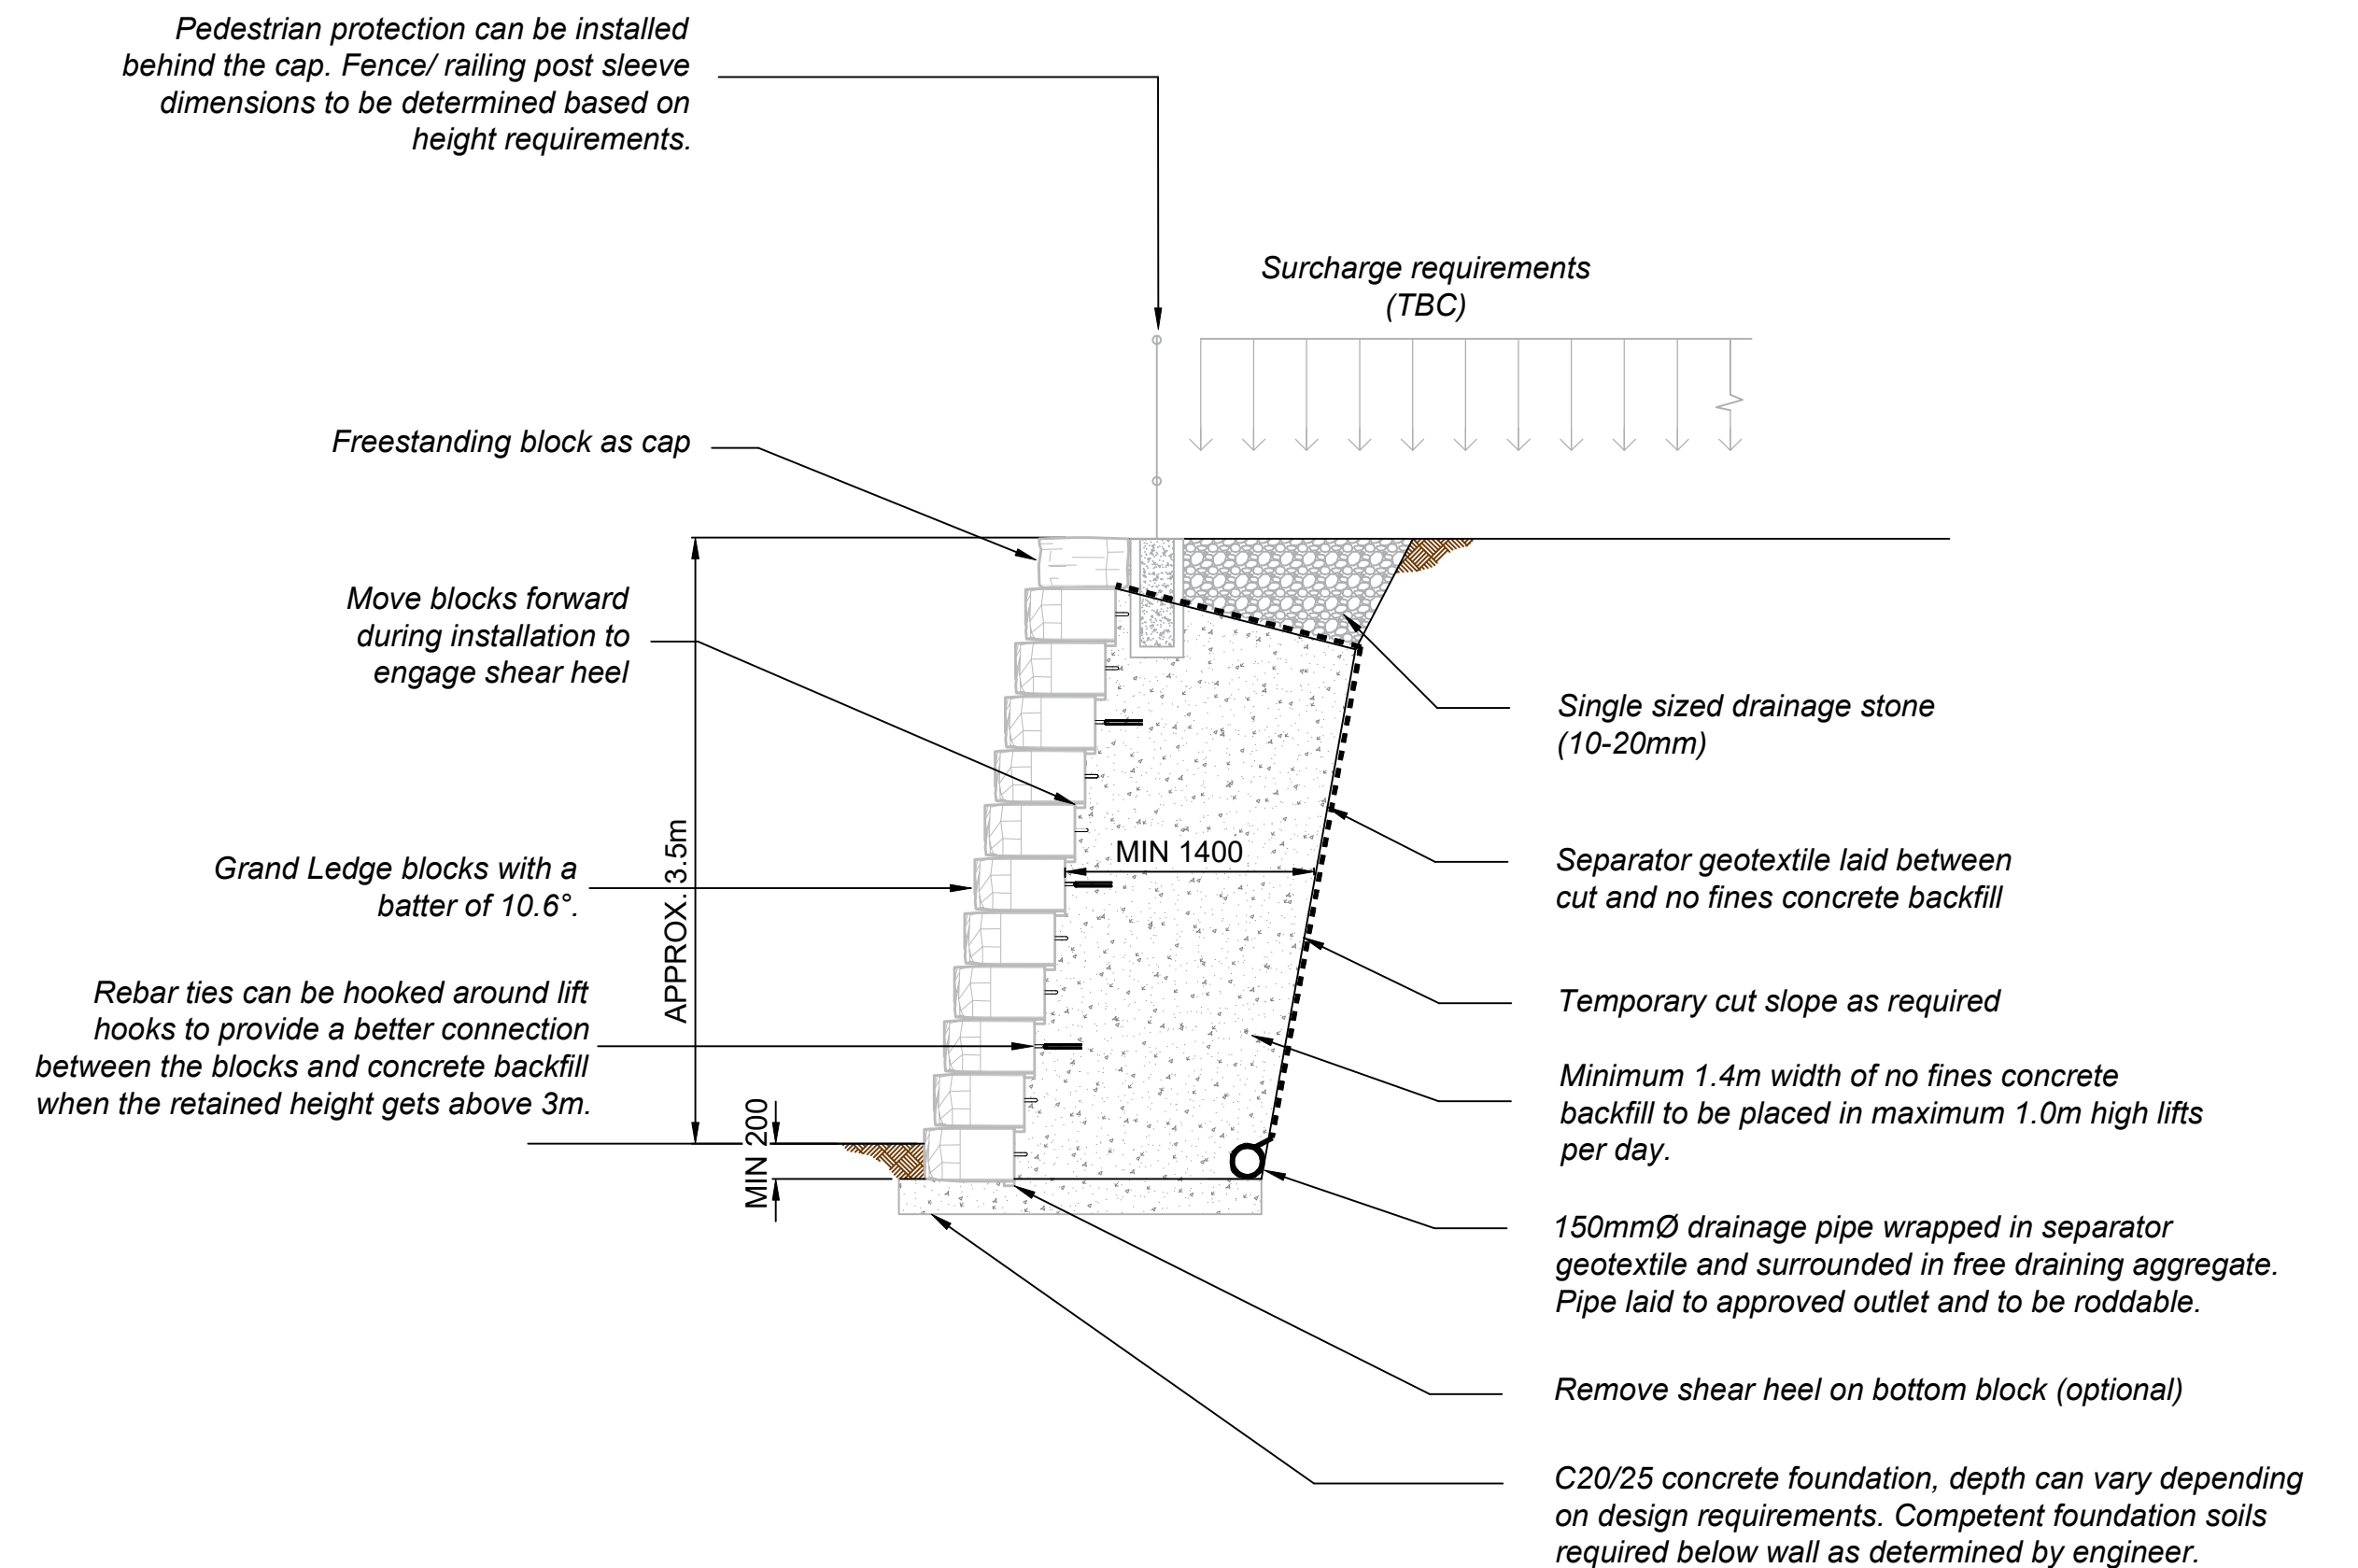 Pedestrian protection can be installed
behind the cap. Fence/ railing post sleeve
dimensions to be determined based on
height requirements.
Surcharge requirements
(TBC)
Freestanding block as cap
Move blocks forward
during installation to
engage shear heel
Grand Ledge blocks with a
batter of 10.6°.
Rebar ties can be hooked around lift
hooks to provide a better connection
between the blocks and concrete backfill
when the retained height gets above 3m.
APPROX. 3.5m
MIN 200
MIN 1400
Single sized drainage stone
(10-20mm)
Separator geotextile laid between
cut and no fines concrete backfill
Temporary cut slope as required
Minimum 1.4m width of no fines concrete
backfill to be placed in maximum 1.0m high lifts
per day.
150mmØ drainage pipe wrapped in separator
geotextile and surrounded in free draining aggregate.
Pipe laid to approved outlet and to be roddable.
Remove shear heel on bottom block (optional)
C20/25 concrete foundation, depth can vary depending
on design requirements. Competent foundation soils
required below wall as determined by engineer.